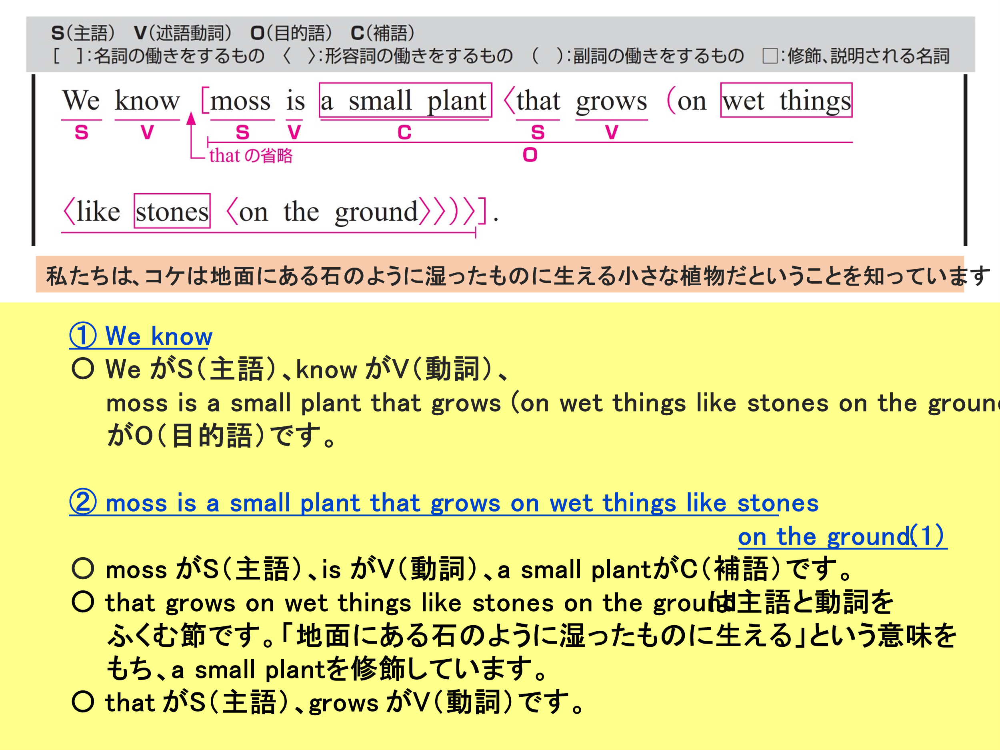 S(主語) V(述語動詞) O(目的語) C(補語)
[ ]:名詞の働きをするもの 〈 〉:形容詞の働きをするもの ( ):副詞の働きをするもの □:修飾、説明される名詞
We know [moss is a small plant 〈that grows (on wet things
S V S V C S V
thatの省略 O
〈like stones 〈on the ground〉〉)〉].
私たちは、コケは地面にある石のように湿ったものに生える小さな植物だということを知っています
① We know
○ We がS(主語)、know がV(動詞)、
moss is a small plant that grows (on wet things like stones on the groun
がO(目的語)です。
② moss is a small plant that grows on wet things like stones
on the ground(1)
○ moss がS(主語)、is がV(動詞)、a small plantがC(補語)です。
○ that grows on wet things like stones on the ground は主語と動詞を
ふくむ節です。「地面にある石のように湿ったものに生える」という意味を
もち、a small plantを修飾しています。
○ that がS(主語)、grows がV(動詞)です。